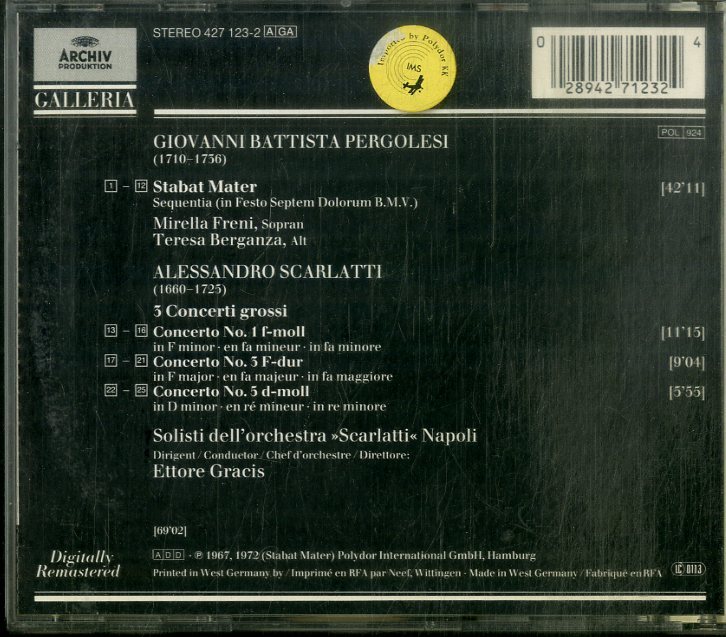 ARCHIV
PRODUKTION
GALLERIA
STEREO 427 123-2 A GA
Imported by Polydor KK
IMS
0 28942 71232 4
POL 924
GIOVANNI BATTISTA PERGOLESI
(1710–1736)
1 – 12 Stabat Mater [42'11]
Sequentia (in Festo Septem Dolorum B.M.V.)
Mirella Freni, Sopran
Teresa Berganza, Alt
ALESSANDRO SCARLATTI
(1660–1725)
3 Concerti grossi
13 – 16 Concerto No. 1 f-moll [11'15]
in F minor · en fa mineur · in fa minore
17 – 21 Concerto No. 3 F-dur [9'04]
in F major · en fa majeur · in fa maggiore
22 – 25 Concerto No. 5 d-moll [5'55]
in D minor · en ré mineur · in re minore
Solisti dell'orchestra »Scarlatti« Napoli
Dirigent / Conductor / Chef d'orchestre / Direttore:
Ettore Gracis
[69'02]
Digitally
Remastered
ADD · ℗ 1967, 1972 (Stabat Mater) Polydor International GmbH, Hamburg
Printed in West Germany by / Imprimé en RFA par Neef, Wittingen · Made in West Germany / Fabriqué en RFA
LC 0113